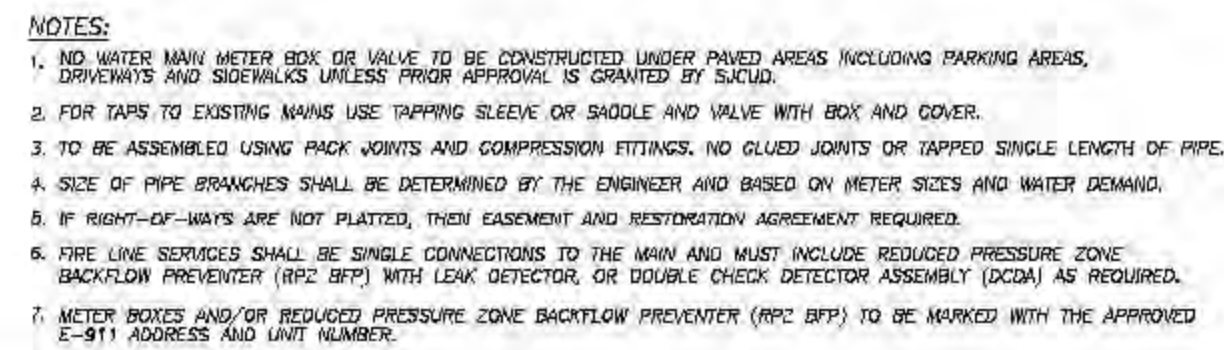 NOTES:
1. NO WATER MAIN METER BOX OR VALVE TO BE CONSTRUCTED UNDER PAVED AREAS INCLUDING PARKING AREAS,
DRIVEWAYS AND SIDEWALKS UNLESS PRIOR APPROVAL IS GRANTED BY SJCUD.
2. FOR TAPS TO EXISTING MAINS USE TAPPING SLEEVE OR SADDLE AND VALVE WITH BOX AND COVER.
3. TO BE ASSEMBLED USING PACK JOINTS AND COMPRESSION FITTINGS. NO GLUED JOINTS OR TAPPED SINGLE LENGTH OF PIPE.
4. SIZE OF PIPE BRANCHES SHALL BE DETERMINED BY THE ENGINEER AND BASED ON METER SIZES AND WATER DEMAND.
5. IF RIGHT-OF-WAYS ARE NOT PLATTED, THEN EASEMENT AND RESTORATION AGREEMENT REQUIRED.
6. FIRE LINE SERVICES SHALL BE SINGLE CONNECTIONS TO THE MAIN AND MUST INCLUDE REDUCED PRESSURE ZONE
BACKFLOW PREVENTER (RPZ BFP) WITH LEAK DETECTOR, OR DOUBLE CHECK DETECTOR ASSEMBLY (DCDA) AS REQUIRED.
7. METER BOXES AND/OR REDUCED PRESSURE ZONE BACKFLOW PREVENTER (RPZ BFP) TO BE MARKED WITH THE APPROVED
E-911 ADDRESS AND UNIT NUMBER.